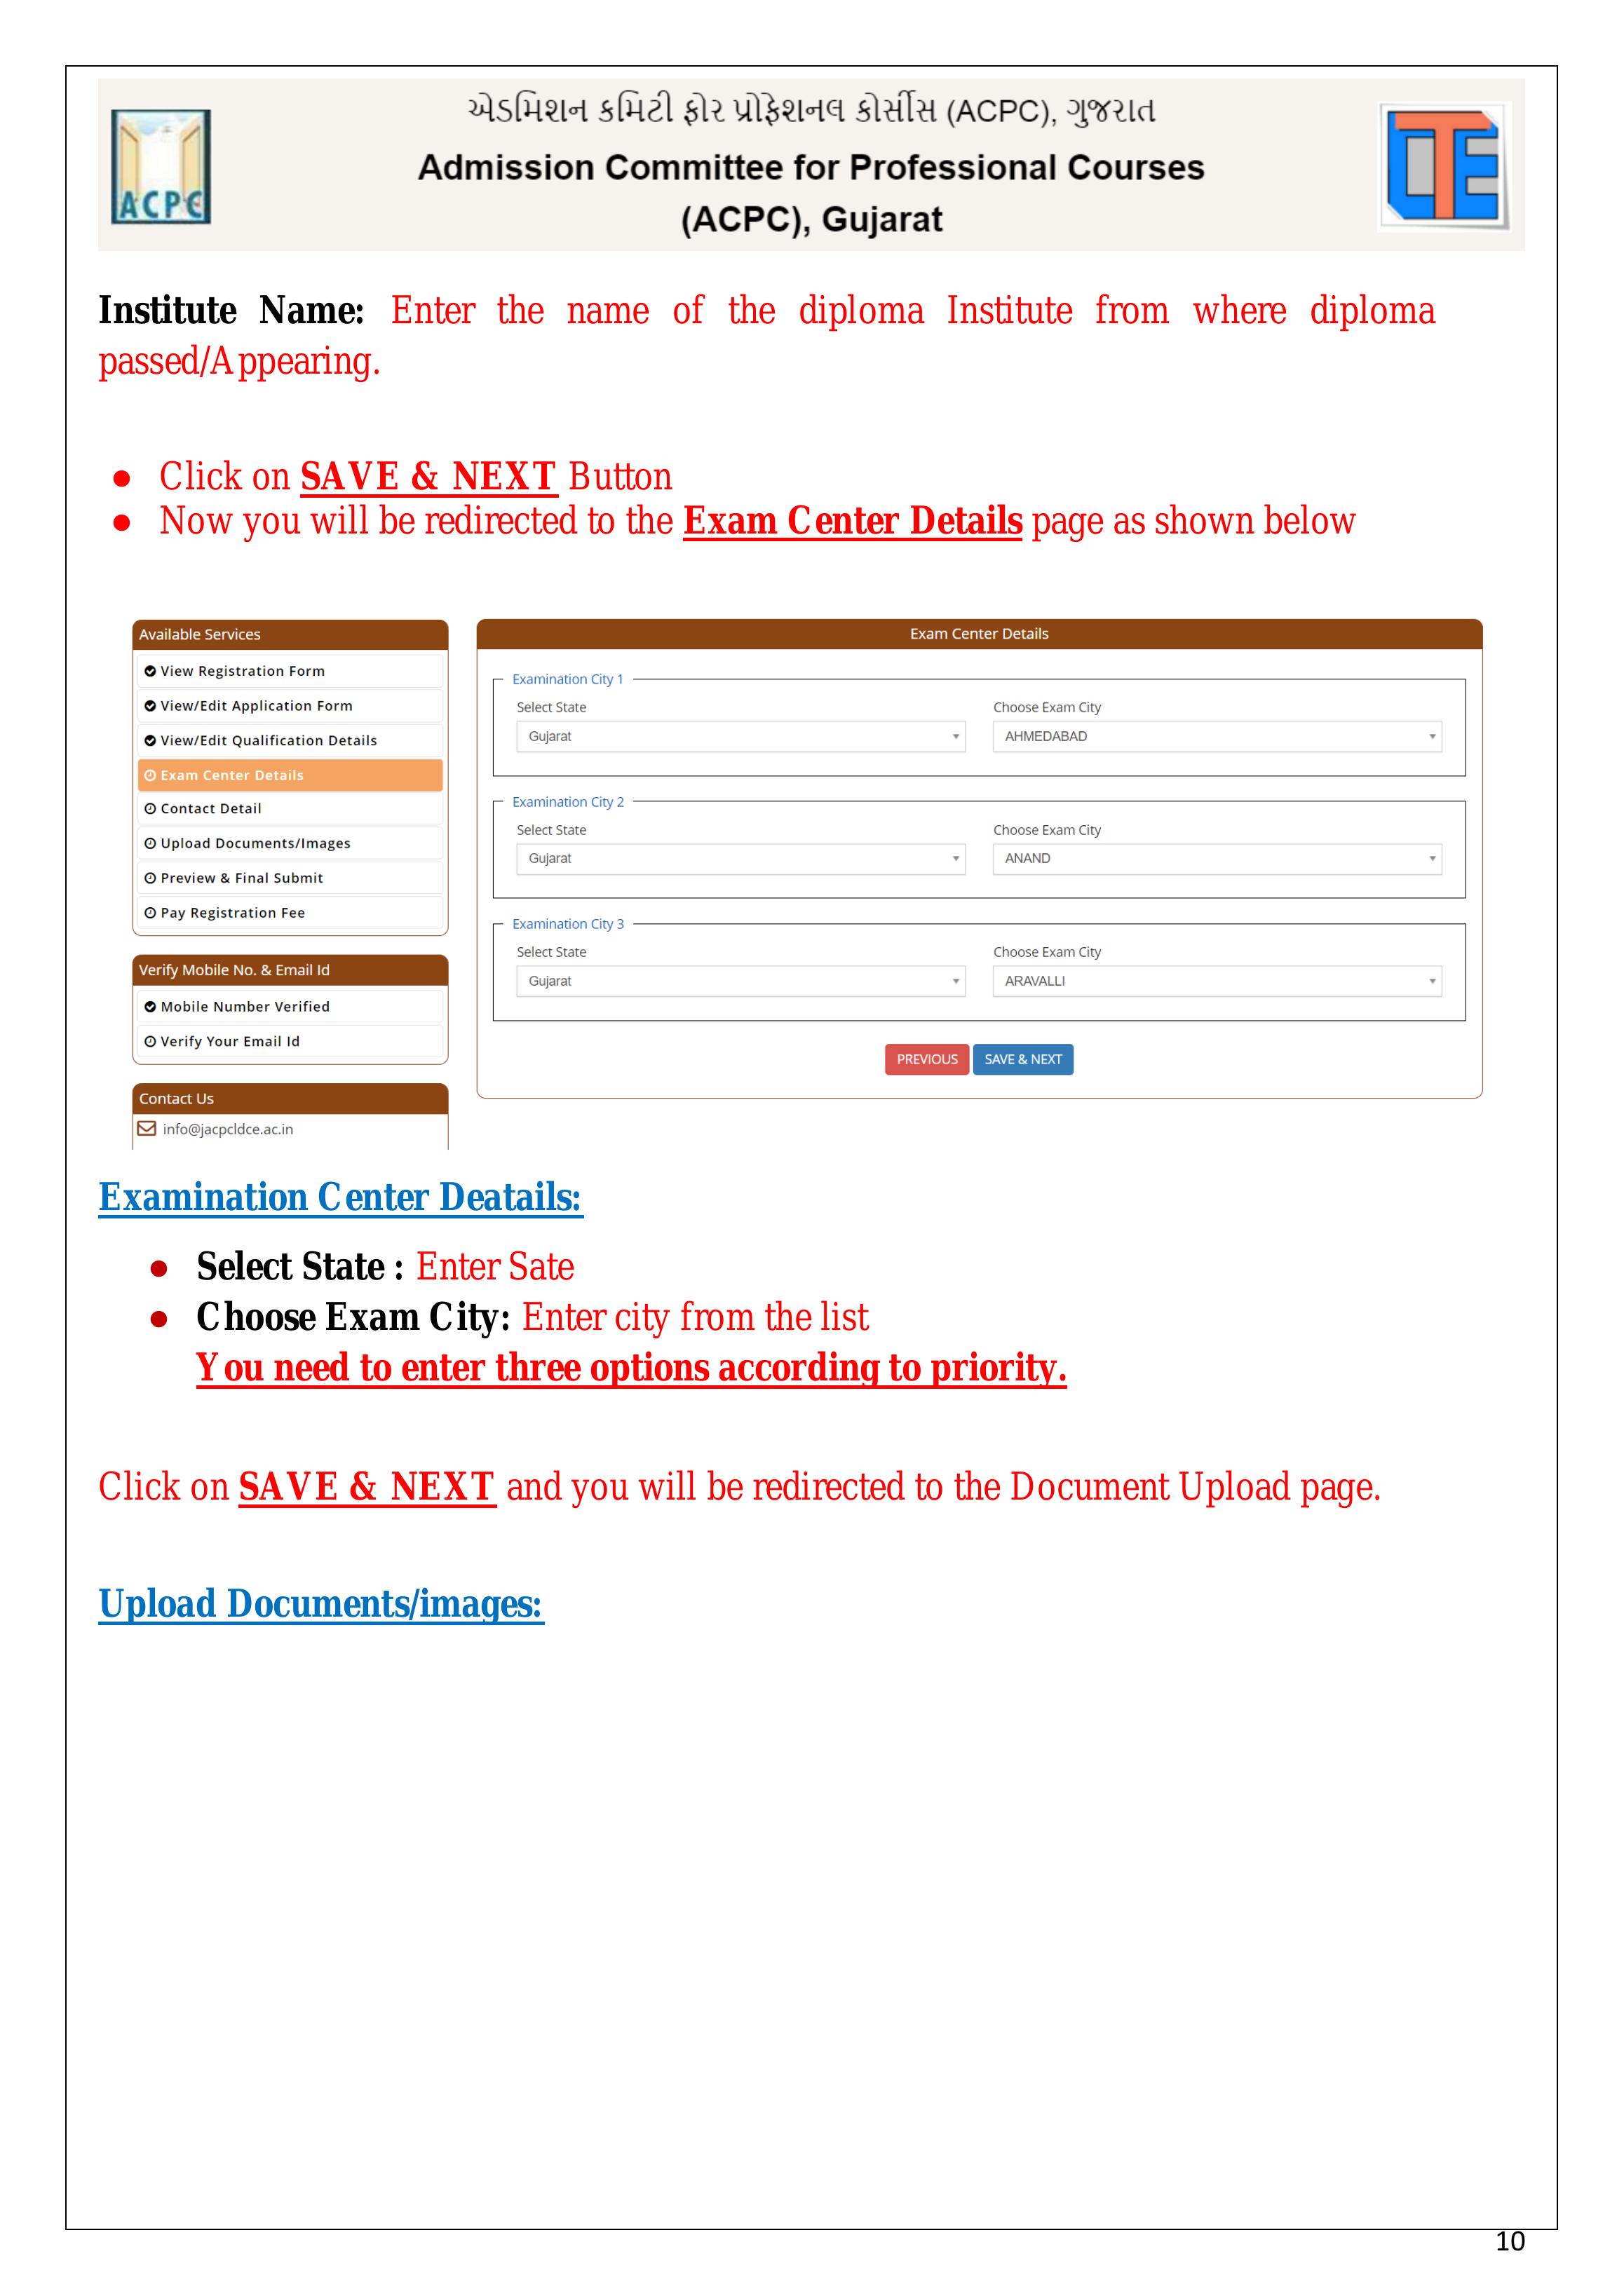 એડમિશન કમિટી ફોર પ્રોફેશનલ કોર્સીસ (ACPC), ગુજરાત
ACPC
Admission Committee for Professional Courses
(ACPC), Gujarat
CTE
Institute Name: Enter the name of the diploma Institute from where diploma
passed/Appearing.
● Click on SAVE & NEXT Button
● Now you will be redirected to the Exam Center Details page as shown below
Available Services
View Registration Form
View/Edit Application Form
View/Edit Qualification Details
Exam Center Details
Contact Detail
Upload Documents/Images
Preview & Final Submit
Pay Registration Fee
Verify Mobile No. & Email Id
Mobile Number Verified
Verify Your Email Id
Contact Us
info@jacpcldce.ac.in
Exam Center Details
Examination City 1
Select State Choose Exam City
Gujarat AHMEDABAD
Examination City 2
Select State Choose Exam City
Gujarat ANAND
Examination City 3
Select State Choose Exam City
Gujarat ARAVALLI
PREVIOUS SAVE & NEXT
Examination Center Deatails:
● Select State : Enter Sate
● Choose Exam City: Enter city from the list
You need to enter three options according to priority.
Click on SAVE & NEXT and you will be redirected to the Document Upload page.
Upload Documents/images:
10